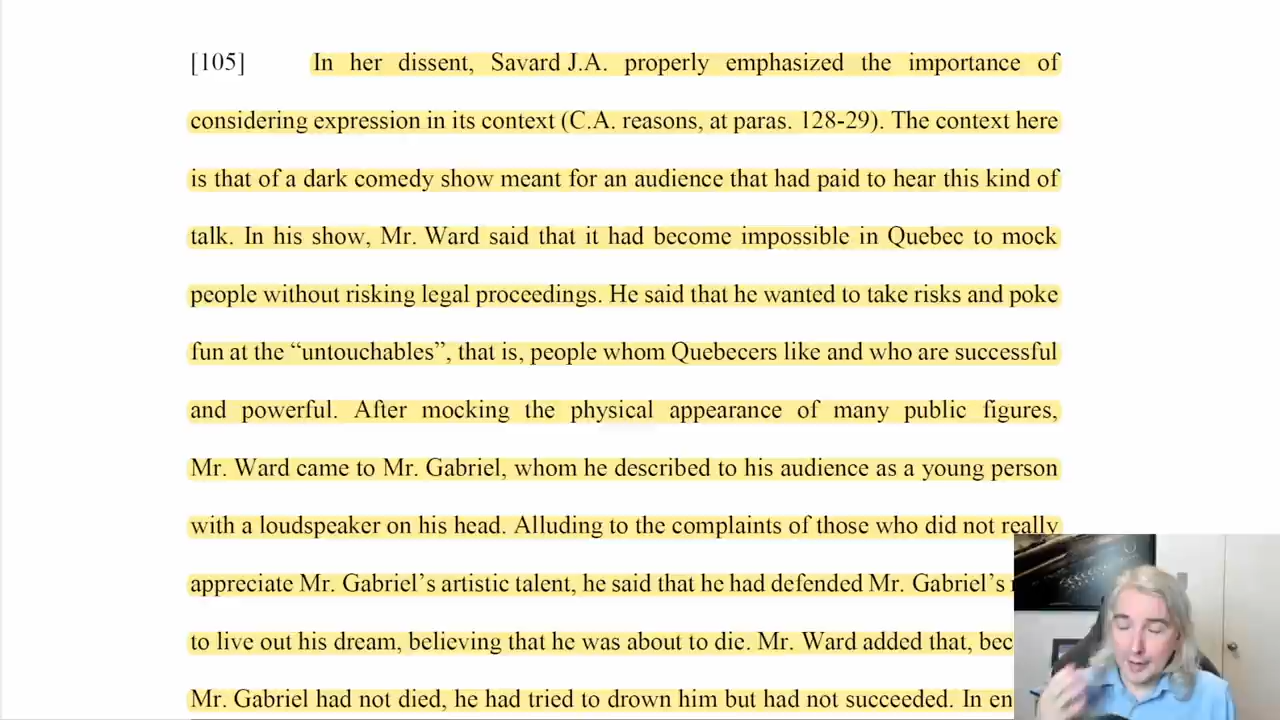 [105] In her dissent, Savard J.A. properly emphasized the importance of
considering expression in its context (C.A. reasons, at paras. 128-29). The context here
is that of a dark comedy show meant for an audience that had paid to hear this kind of
talk. In his show, Mr. Ward said that it had become impossible in Quebec to mock
people without risking legal proceedings. He said that he wanted to take risks and poke
fun at the “untouchables”, that is, people whom Quebecers like and who are successful
and powerful. After mocking the physical appearance of many public figures,
Mr. Ward came to Mr. Gabriel, whom he described to his audience as a young person
with a loudspeaker on his head. Alluding to the complaints of those who did not really
appreciate Mr. Gabriel’s artistic talent, he said that he had defended Mr. Gabriel’s
to live out his dream, believing that he was about to die. Mr. Ward added that,
Mr. Gabriel had not died, he had tried to drown him but had not succeeded. In